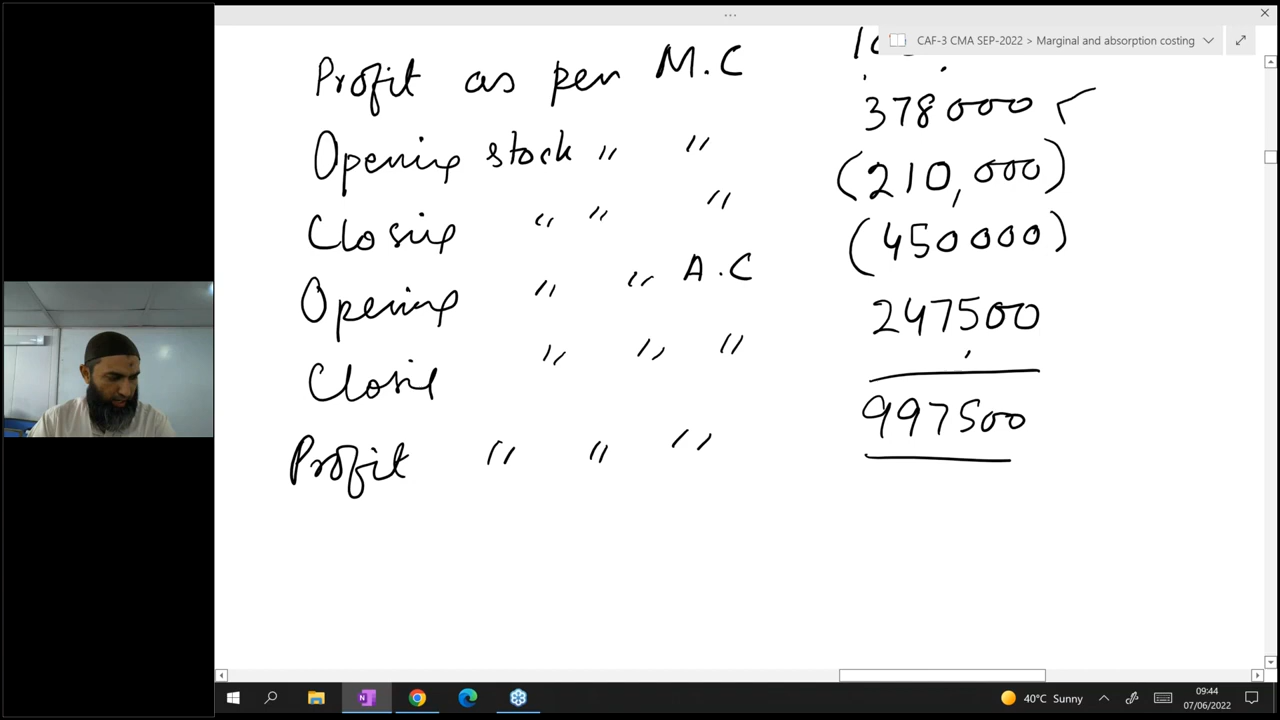 CAF-3 CMA SEP-2022 > Marginal and absorption costing
Profit as per M.C
378000
Opening stock " "
(210,000)
Closing " " "
(450000)
Opening " " A.C
247500
Closing " " "
997500
Profit " " "
40°C Sunny
09:44
07/06/2022